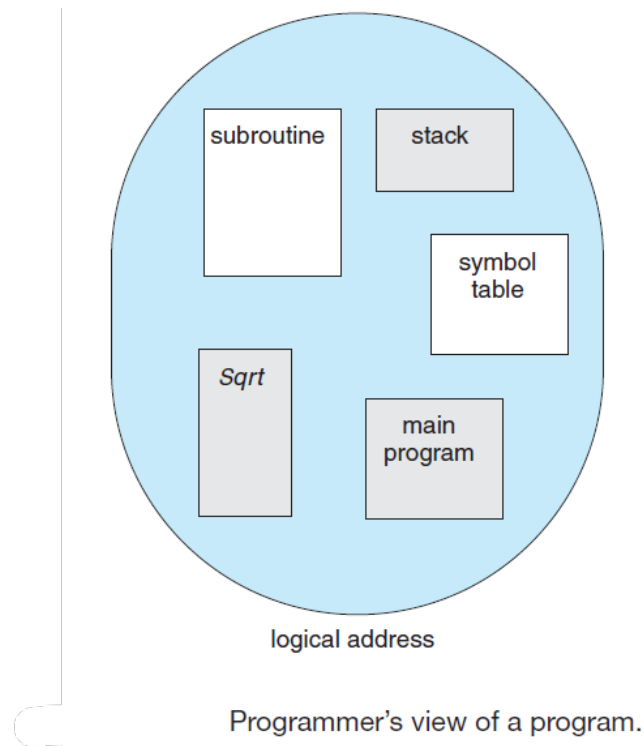 subroutine
stack
symbol
table
Sqrt
main
program
logical address
Programmer’s view of a program.